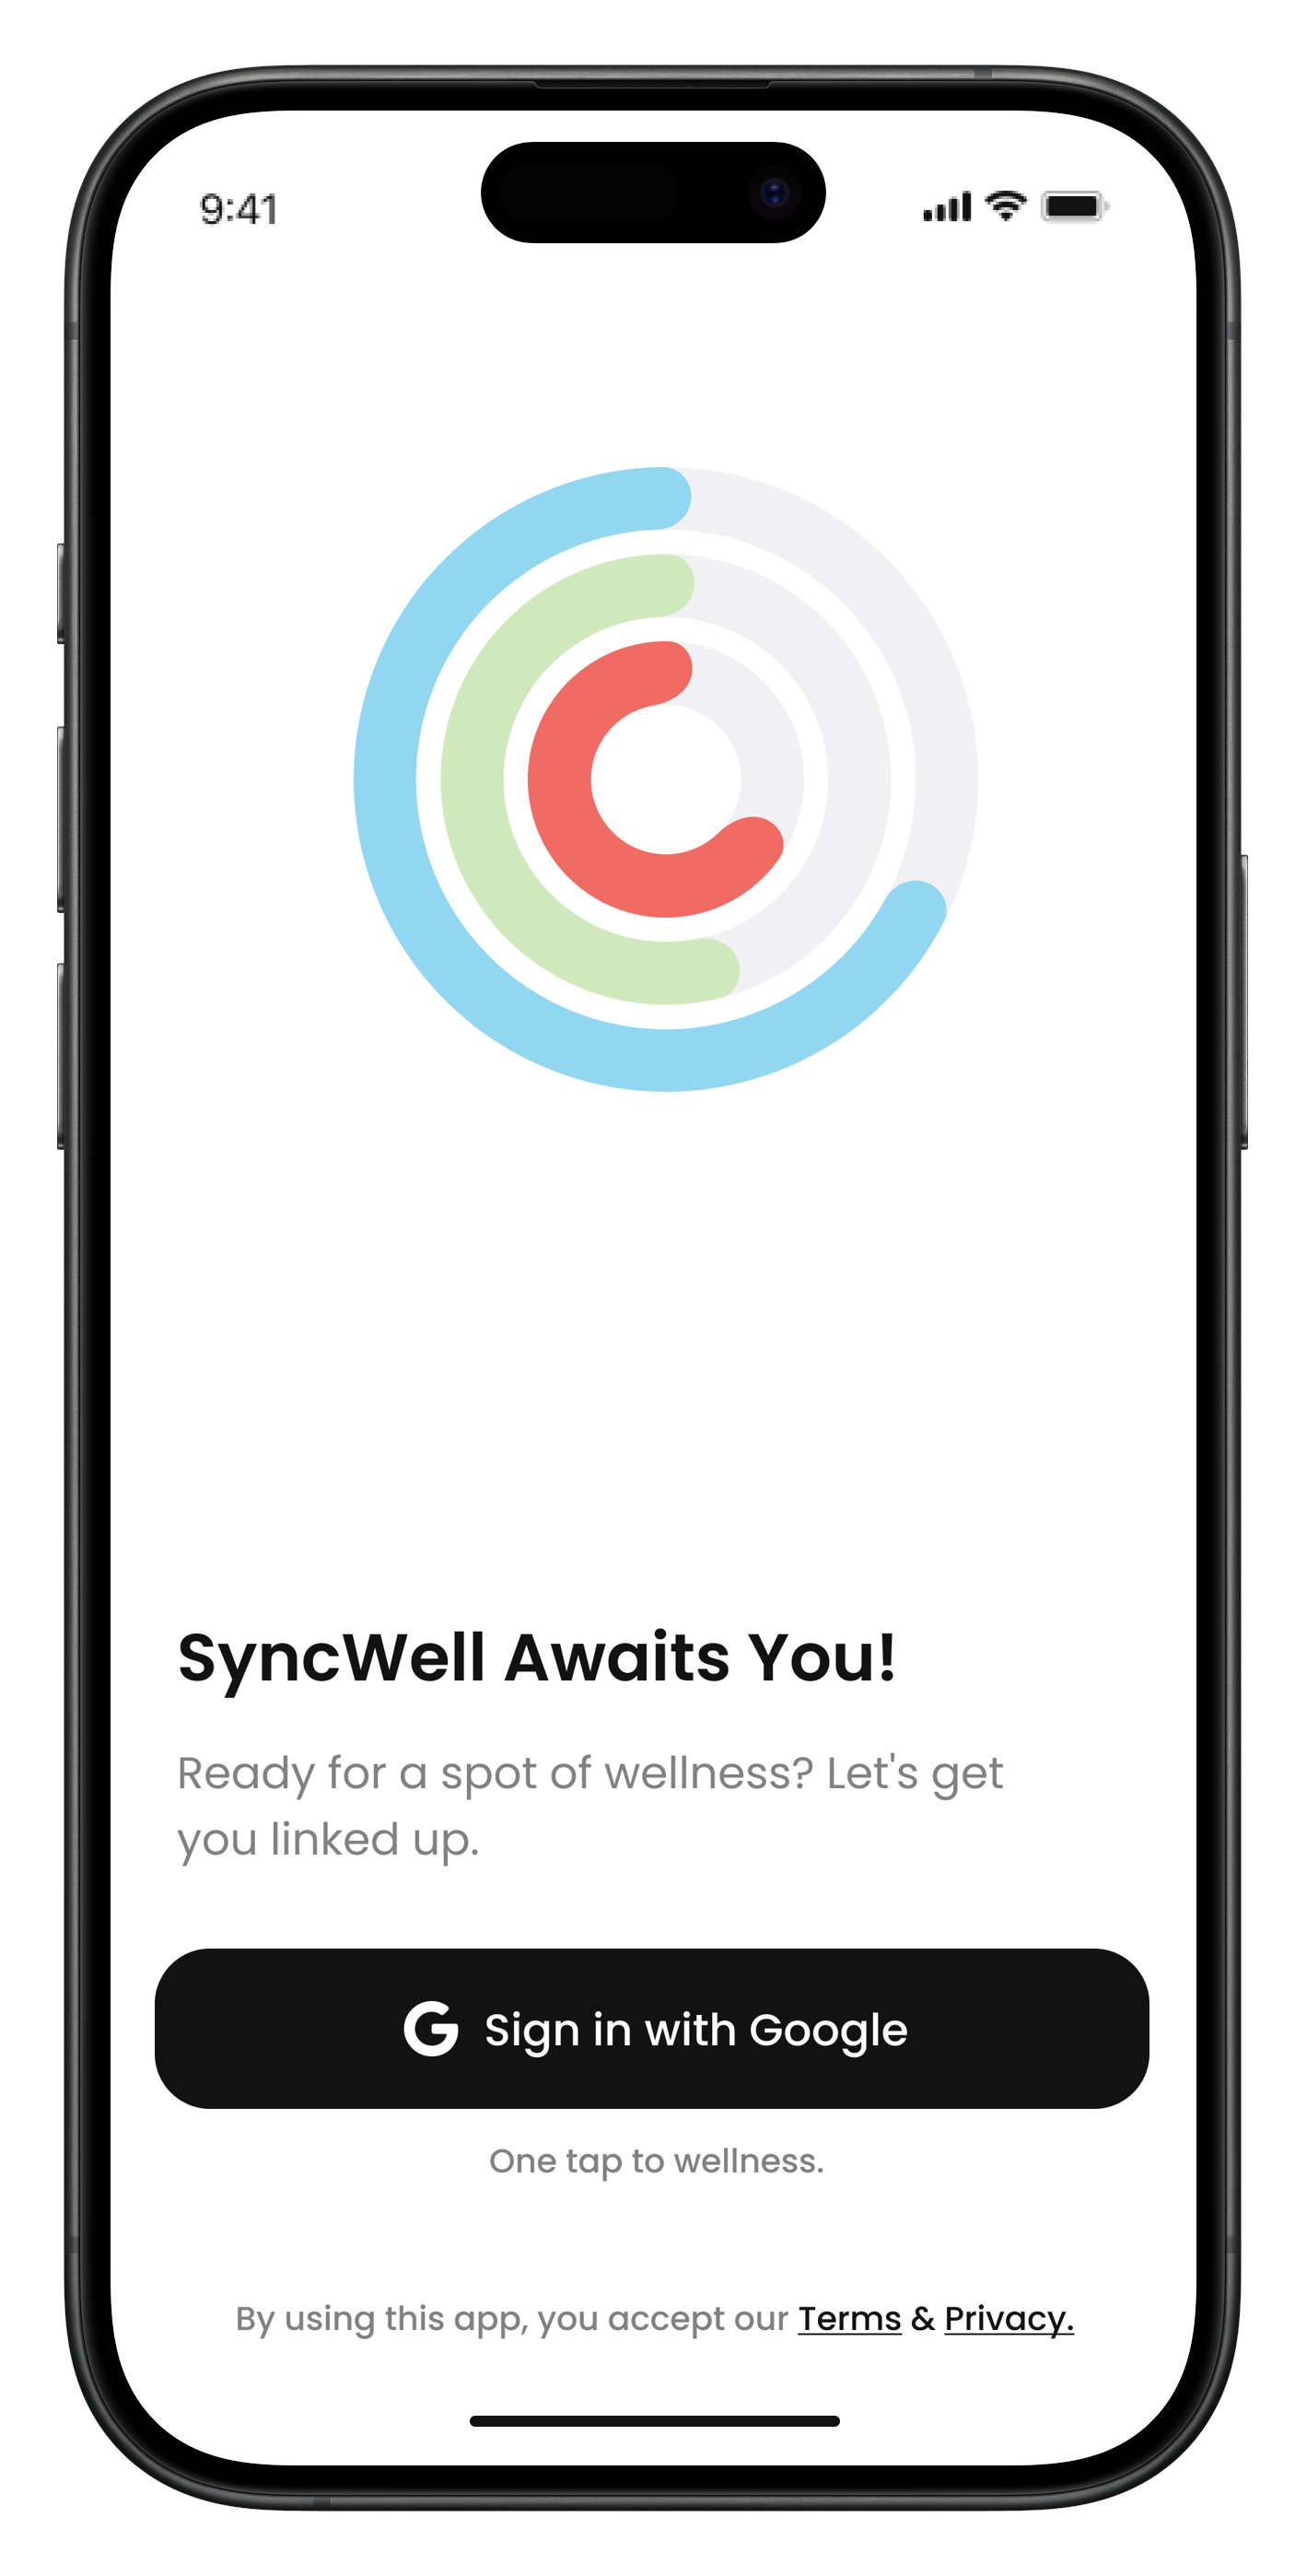 9:41
SyncWell Awaits You!
Ready for a spot of wellness? Let's get
you linked up.
G Sign in with Google
One tap to wellness.
By using this app, you accept our Terms & Privacy.